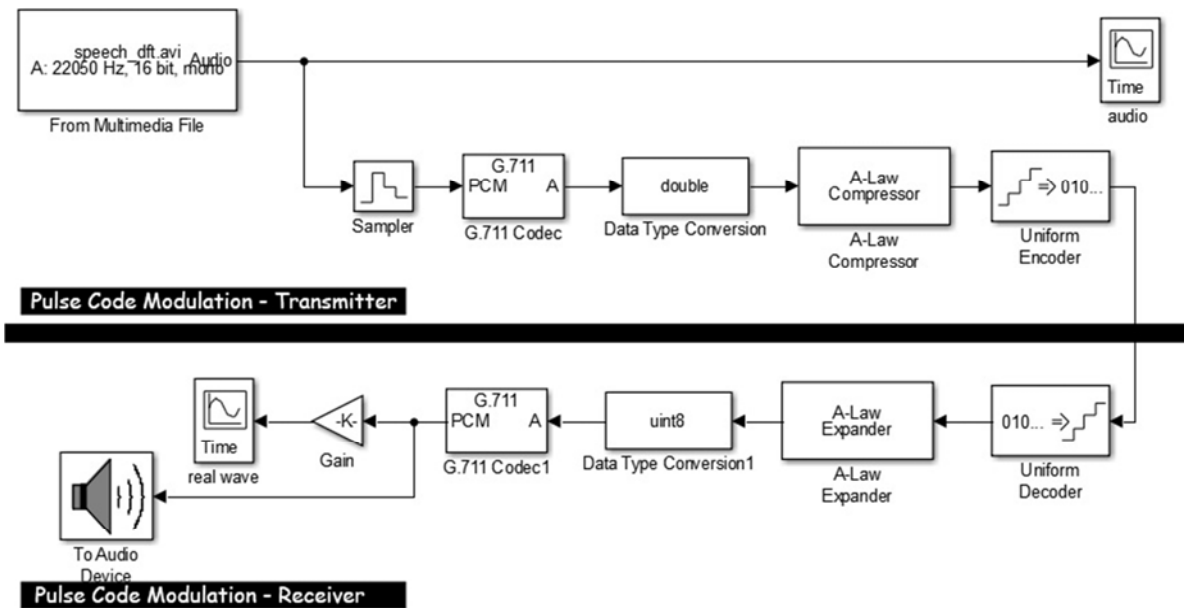 speech_dft.avi
Audio
A: 22050 Hz, 16 bit, mono
From Multimedia File
Time
audio
Sampler
G.711
PCM A
G.711 Codec
double
Data Type Conversion
A-Law
Compressor
A-Law
Compressor
=> 010...
Uniform
Encoder
Pulse Code Modulation - Transmitter
Time
real wave
-K-
Gain
G.711
PCM A
G.711 Codec1
uint8
Data Type Conversion1
A-Law
Expander
A-Law
Expander
010... =>
Uniform
Decoder
To Audio
Device
Pulse Code Modulation - Receiver